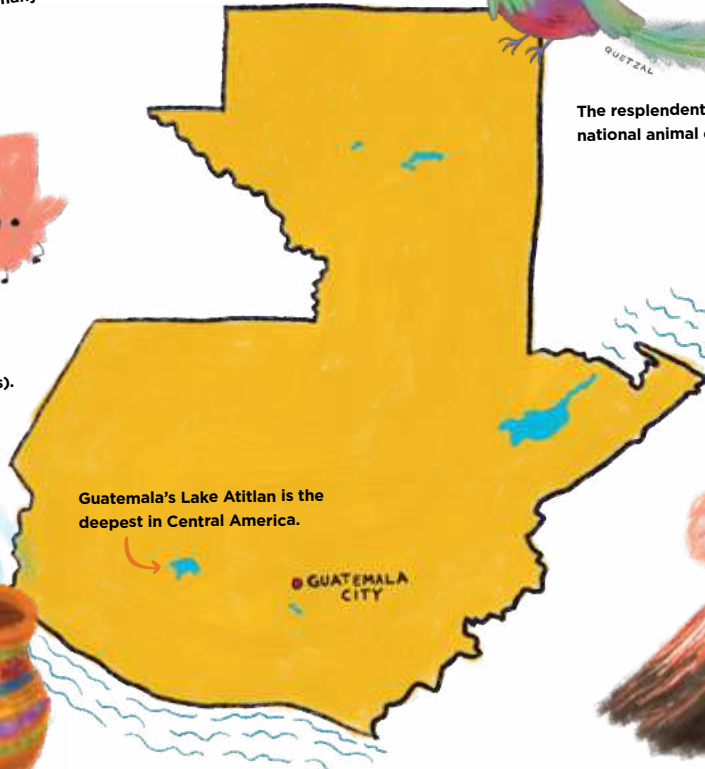 QUETZAL
The resplendent
national animal
s).
Guatemala's Lake Atitlan is the
deepest in Central America.
GUATEMALA
CITY